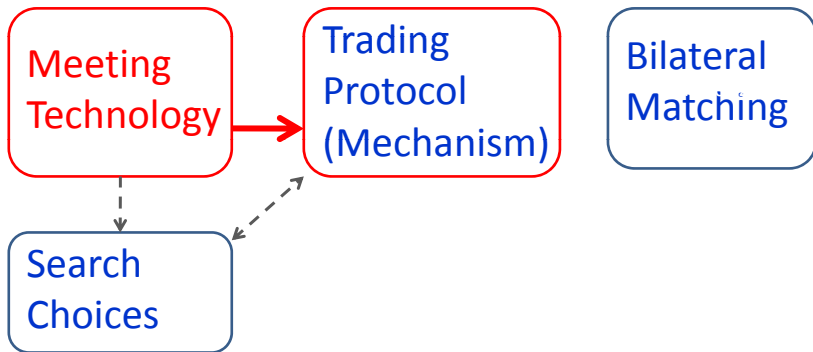 Meeting
Technology
Trading
Protocol
(Mechanism)
Bilateral
Matching
Search
Choices